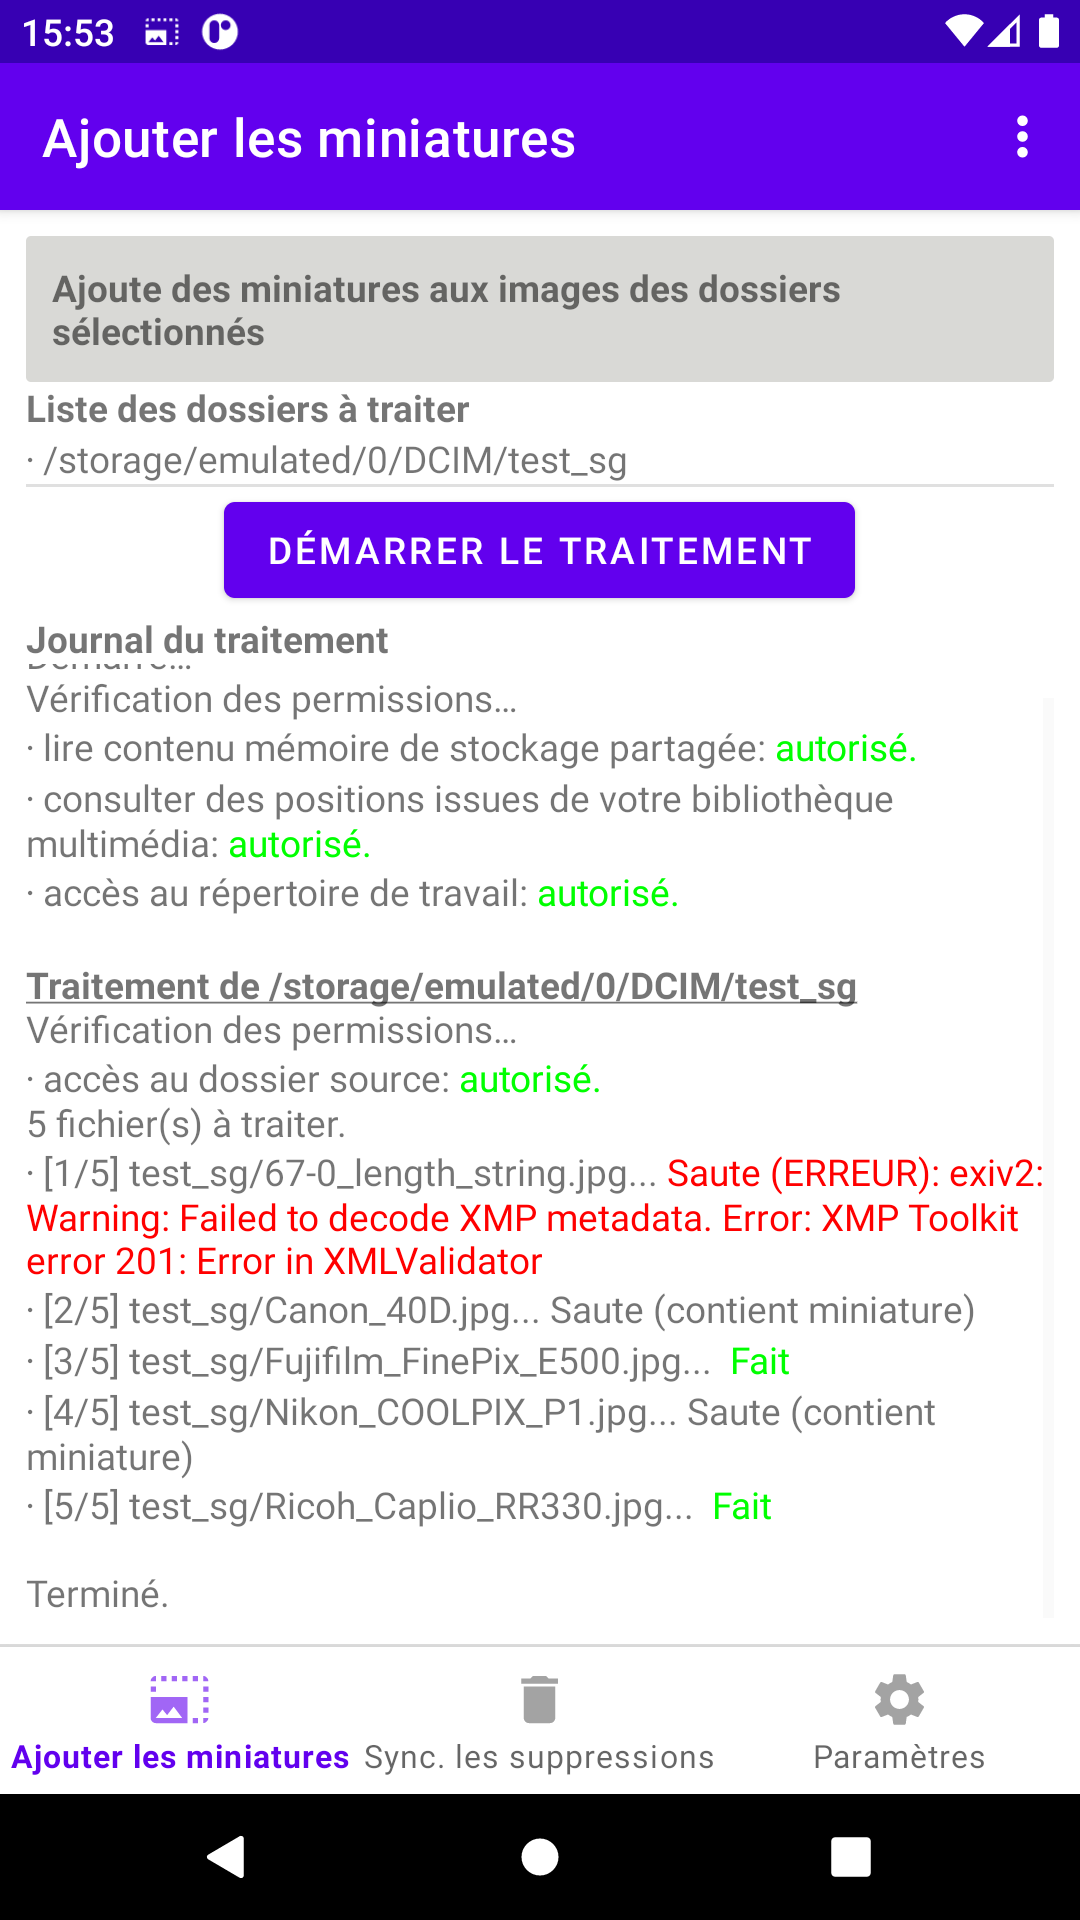 15:53
Ajouter les miniatures
Ajoute des miniatures aux images des dossiers
sélectionnés
Liste des dossiers à traiter
· /storage/emulated/0/DCIM/test_sg
DÉMARRER LE TRAITEMENT
Journal du traitement
Vérification des permissions…
· lire contenu mémoire de stockage partagée: autorisé.
· consulter des positions issues de votre bibliothèque
multimédia: autorisé.
· accès au répertoire de travail: autorisé.
Traitement de /storage/emulated/0/DCIM/test_sg
Vérification des permissions…
· accès au dossier source: autorisé.
5 fichier(s) à traiter.
· [1/5] test_sg/67-0_length_string.jpg... Saute (ERREUR): exiv2:
Warning: Failed to decode XMP metadata. Error: XMP Toolkit
error 201: Error in XMLValidator
· [2/5] test_sg/Canon_40D.jpg... Saute (contient miniature)
· [3/5] test_sg/Fujifilm_FinePix_E500.jpg... Fait
· [4/5] test_sg/Nikon_COOLPIX_P1.jpg... Saute (contient
miniature)
· [5/5] test_sg/Ricoh_Caplio_RR330.jpg... Fait
Terminé.
Ajouter les miniatures
Sync. les suppressions
Paramètres